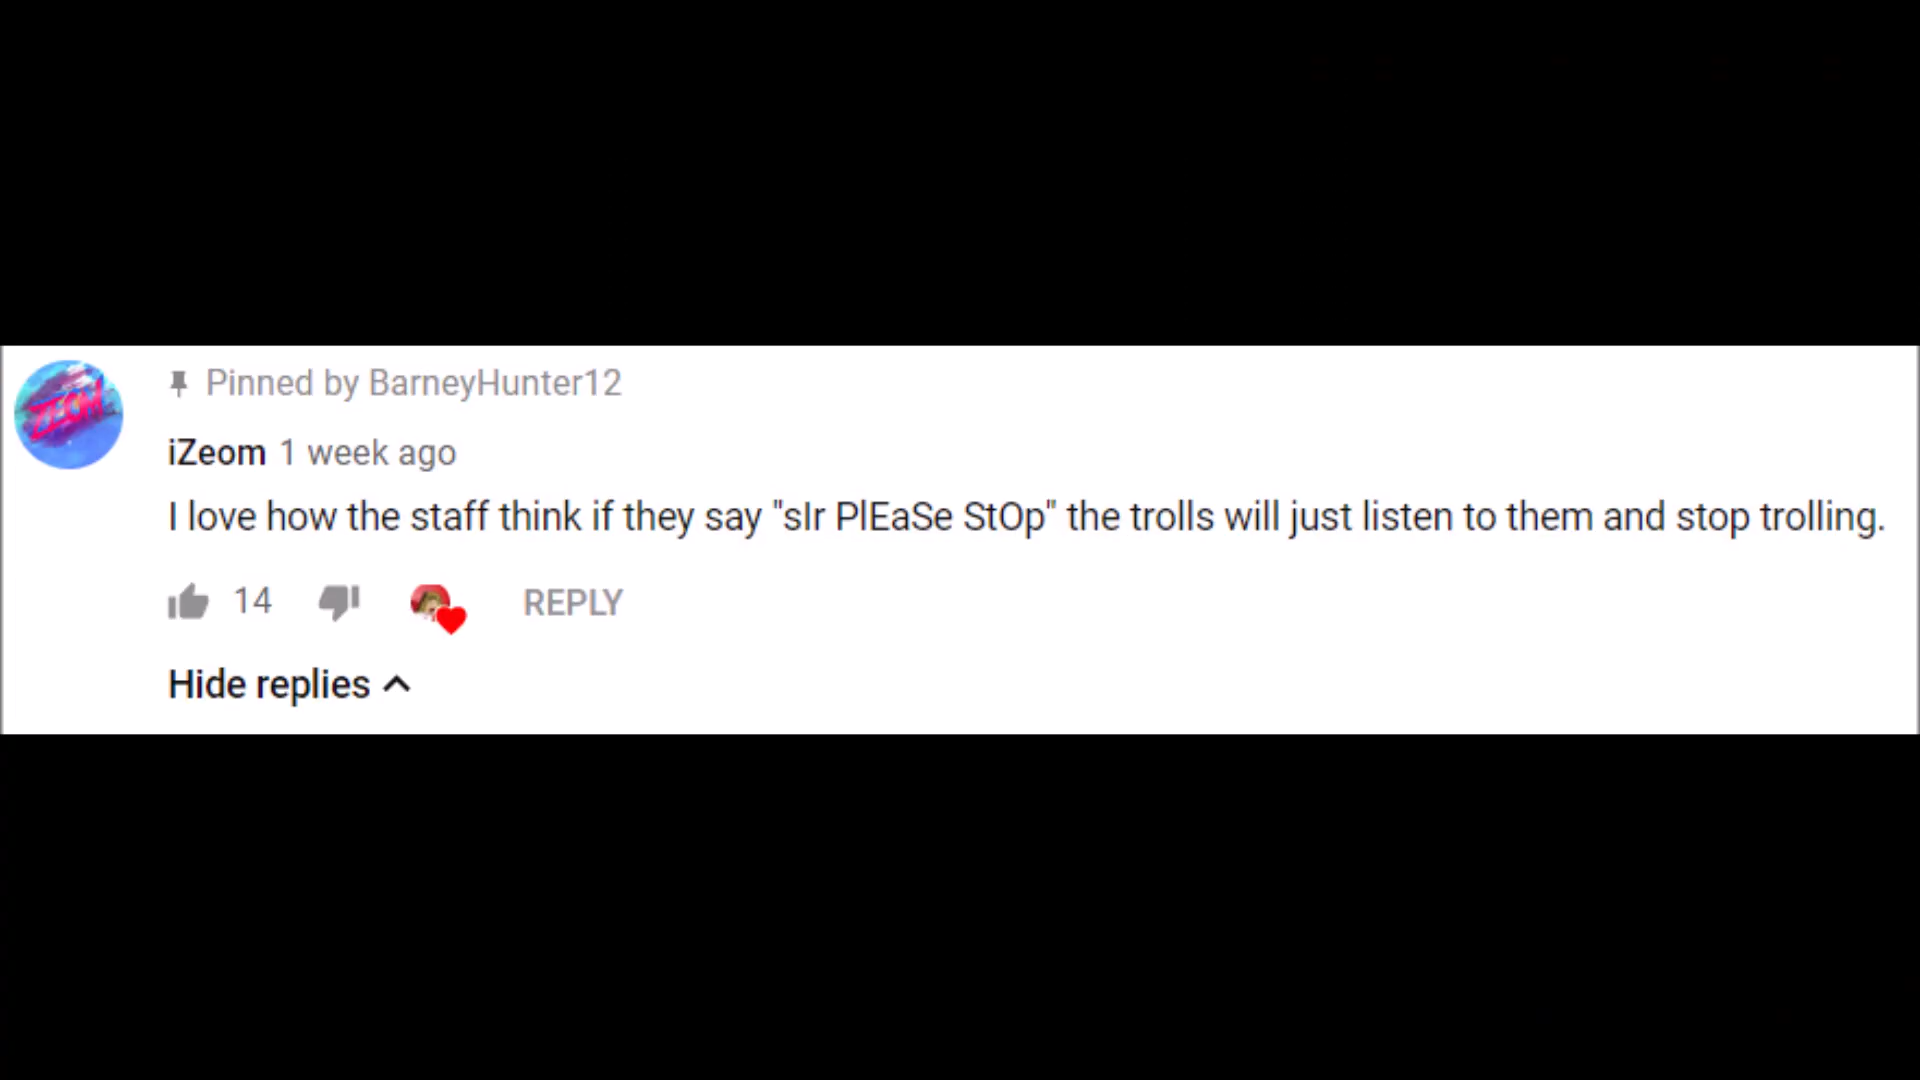 Pinned by BarneyHunter12
ZEOM
iZeom 1 week ago
I love how the staff think if they say "sIr PlEaSe StOp" the trolls will just listen to them and stop trolling.
14 REPLY
Hide replies